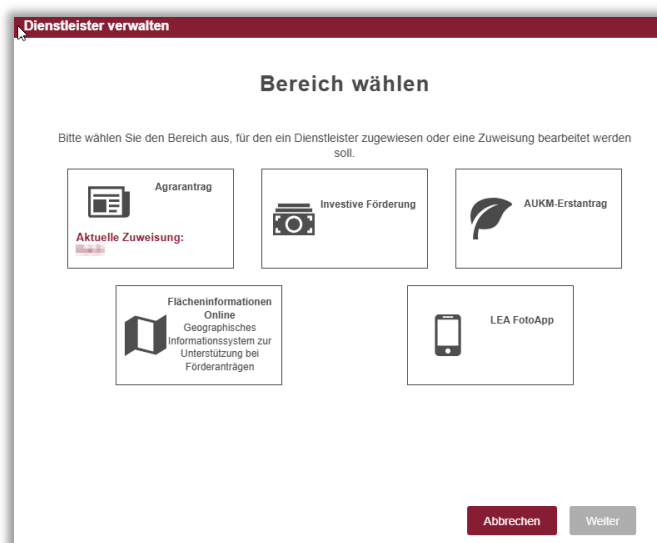 Dienstleister verwalten
Bereich wählen
Bitte wählen Sie den Bereich aus, für den ein Dienstleister zugewiesen oder eine Zuweisung bearbeitet werden
soll.
Agrarantrag
Aktuelle Zuweisung:
Investive Förderung
AUKM-Erstantrag
Flächeninformationen
Online
Geographisches
Informationssystem zur
Unterstützung bei
Förderanträgen
LEA FotoApp
Abbrechen
Weiter